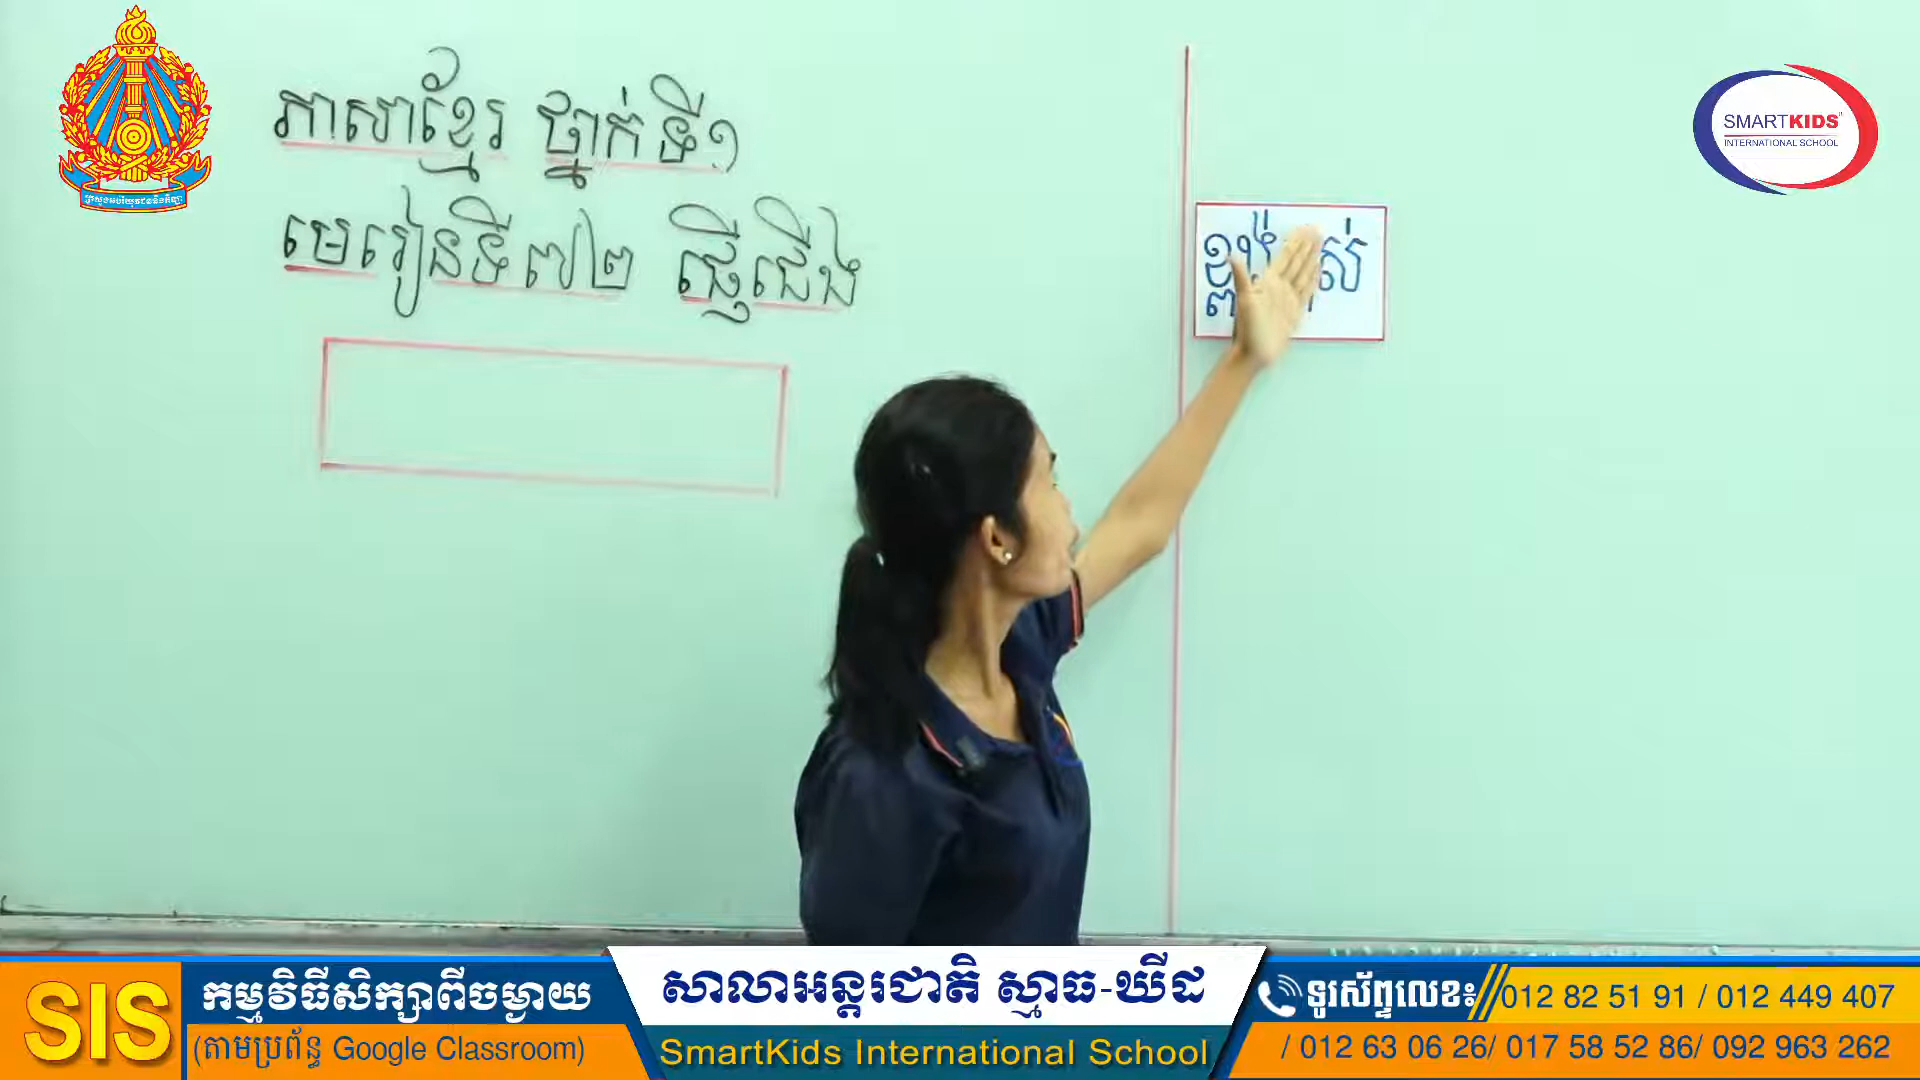 ភាសាខ្មែរ ថ្នាក់ទី១
មេរៀនទី៧២ ផ្ញើជើង
SMARTKIDS
INTERNATIONAL SCHOOL
SIS
កម្មវិធីសិក្សាពីចម្ងាយ
(តាមប្រព័ន្ធ Google Classroom)
សាលាអន្តរជាតិ ស្មាធ-ឃីដ
SmartKids International School
ទូរស័ព្ទលេខ៖ 012 82 51 91 / 012 449 407
/ 012 63 06 26/ 017 58 52 86/ 092 963 262